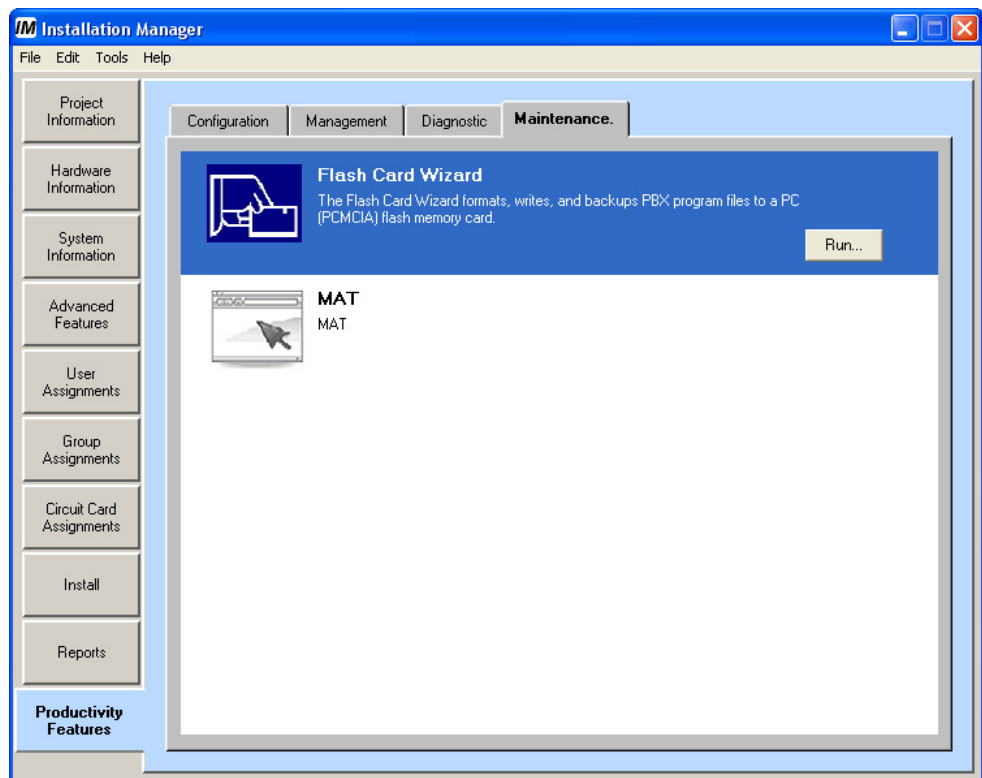 IM Installation Manager
File Edit Tools Help
Project
Information
Hardware
Information
System
Information
Advanced
Features
User
Assignments
Group
Assignments
Circuit Card
Assignments
Install
Reports
Productivity
Features
Configuration Management Diagnostic Maintenance.
Flash Card Wizard
The Flash Card Wizard formats, writes, and backups PBX program files to a PC
(PCMCIA) flash memory card.
Run...
MAT
MAT